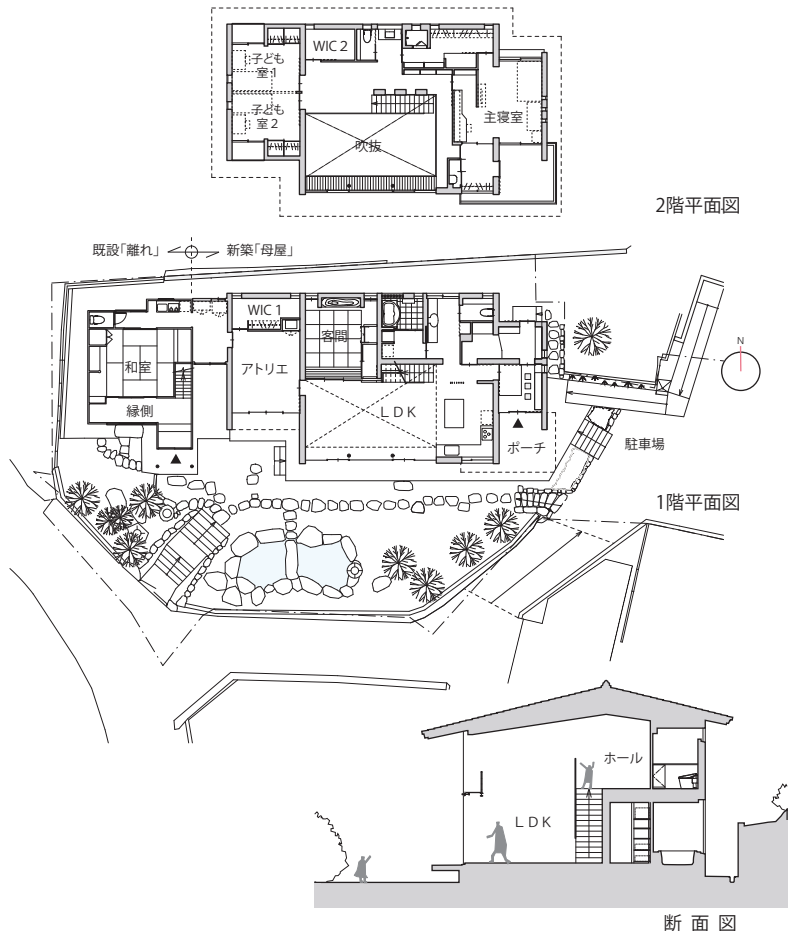 WIC 2
子ども
室 1
子ども
室 2
主寝室
吹抜
2階平面図
既設「離れ」
新築「母屋」
WIC 1
客間
和室
アトリエ
縁側
LDK
ポーチ
N
駐車場
1階平面図
ホール
LDK
断面図